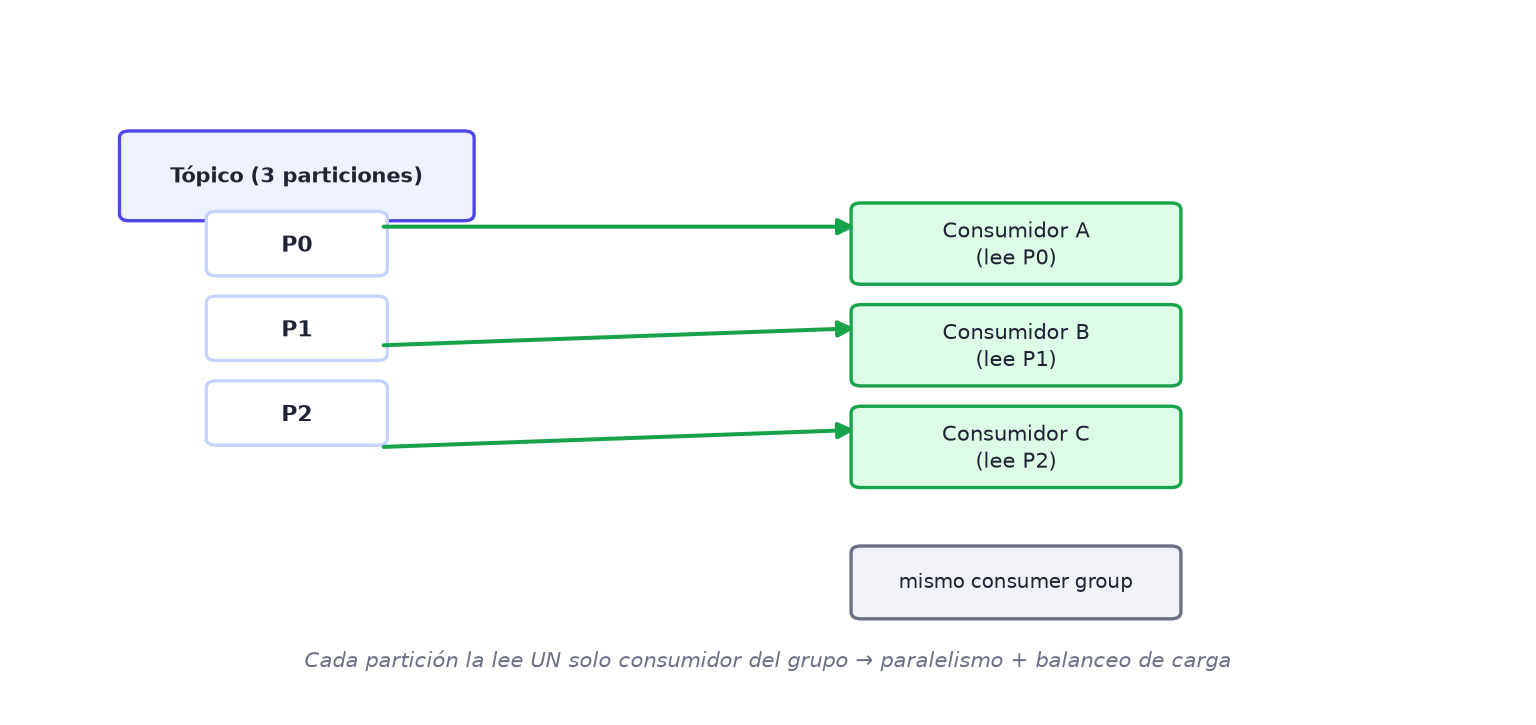 Tópico (3 particiones)
P0
P1
P2
Consumidor A
(lee P0)
Consumidor B
(lee P1)
Consumidor C
(lee P2)
mismo consumer group
Cada partición la lee UN solo consumidor del grupo → paralelismo + balanceo de carga